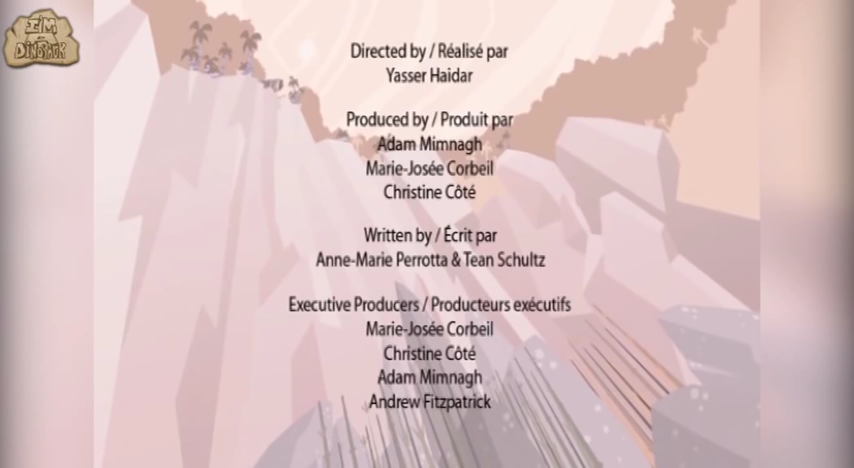 I'M
A
DINOSAUR
Directed by / Réalisé par
Yasser Haidar
Produced by / Produit par
Adam Mimnagh
Marie-Josée Corbeil
Christine Côté
Written by / Écrit par
Anne-Marie Perrotta & Tean Schultz
Executive Producers / Producteurs exécutifs
Marie-Josée Corbeil
Christine Côté
Adam Mimnagh
Andrew Fitzpatrick